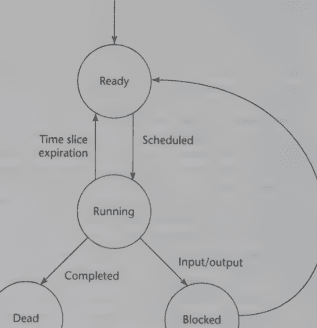 Ready
Time slice
expiration
Scheduled
Running
Completed
Input/output
Dead
Blocked